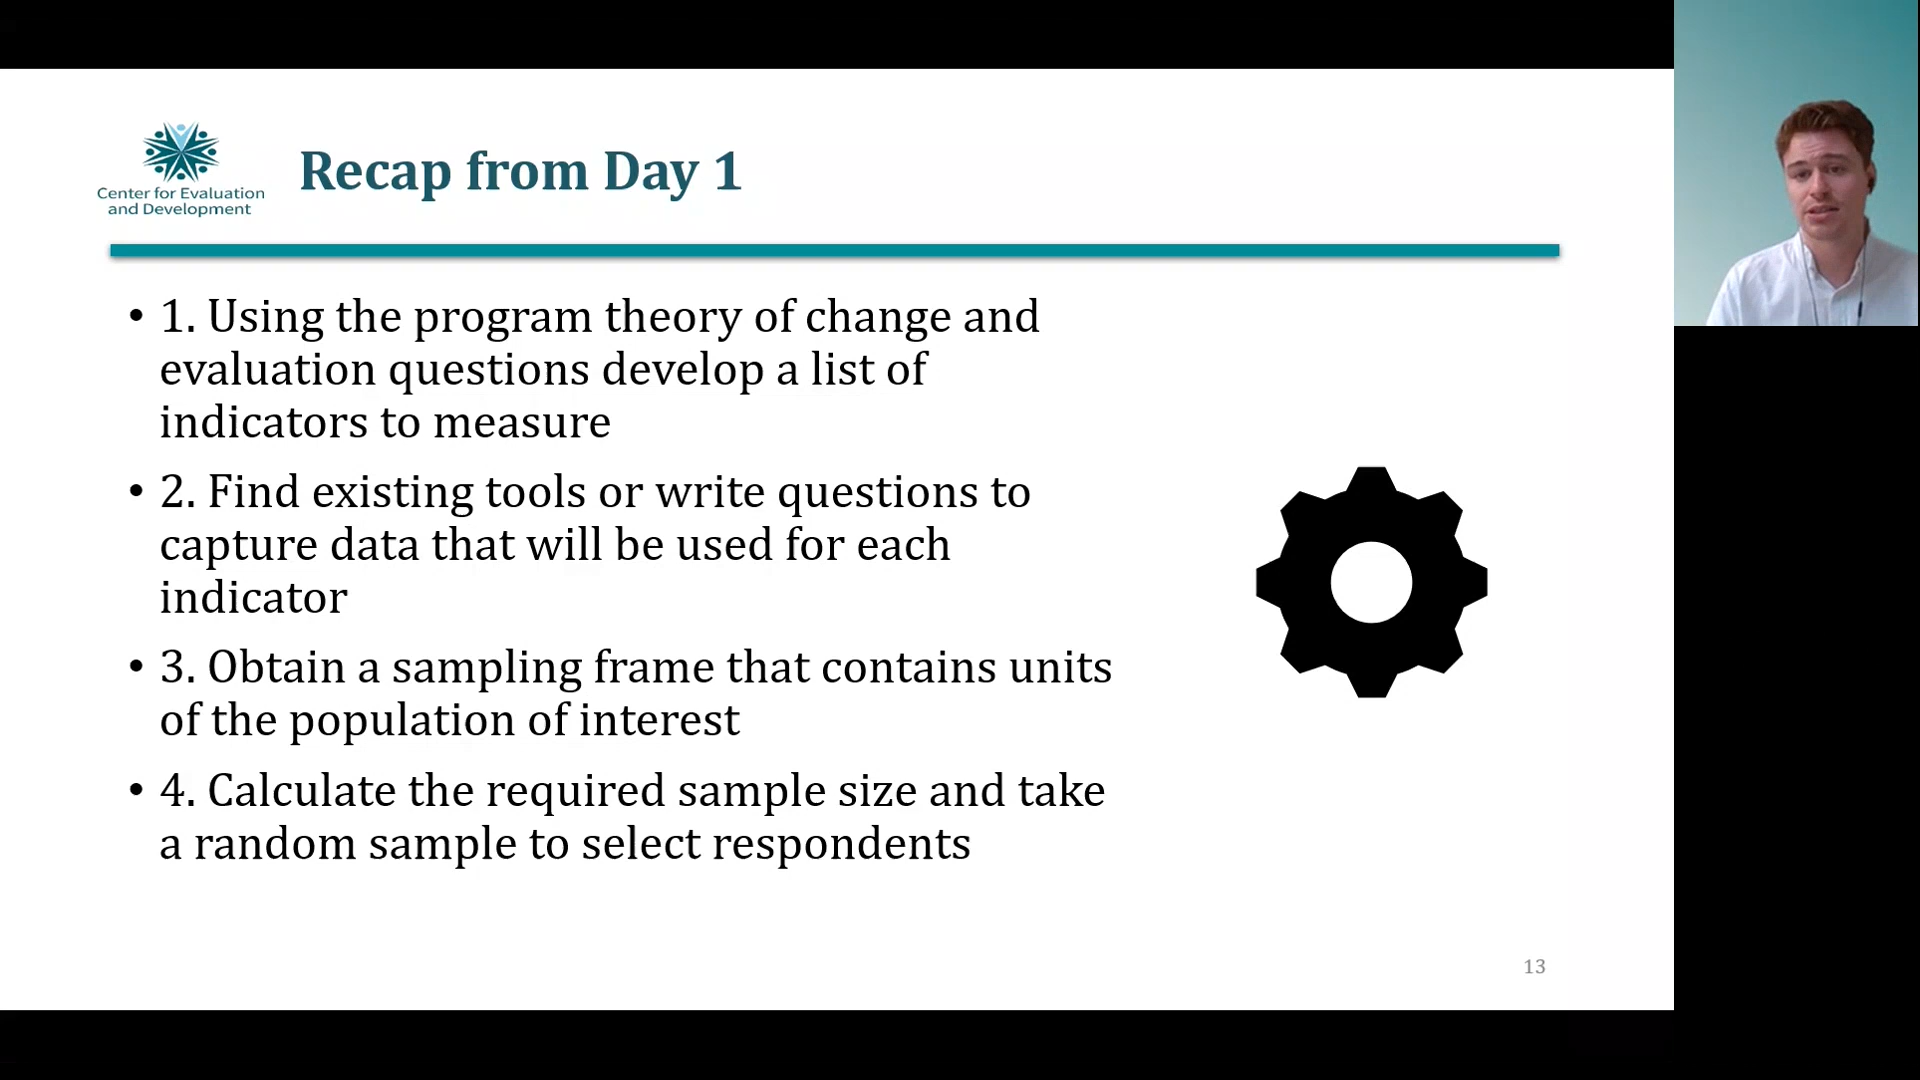 Center for Evaluation
and Development
Recap from Day 1
• 1. Using the program theory of change and
evaluation questions develop a list of
indicators to measure
• 2. Find existing tools or write questions to
capture data that will be used for each
indicator
• 3. Obtain a sampling frame that contains units
of the population of interest
• 4. Calculate the required sample size and take
a random sample to select respondents
13